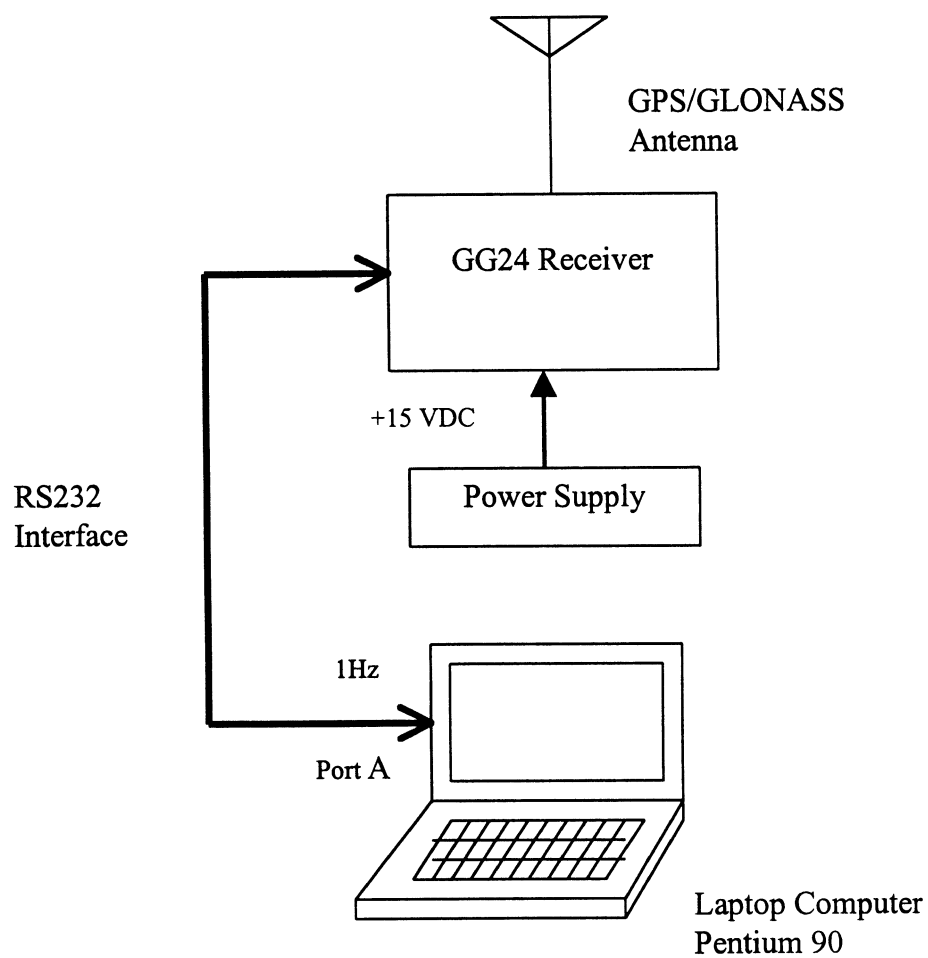 GPS/GLONASS
Antenna
GG24 Receiver
+15 VDC
Power Supply
RS232
Interface
1Hz
Port A
Laptop Computer
Pentium 90